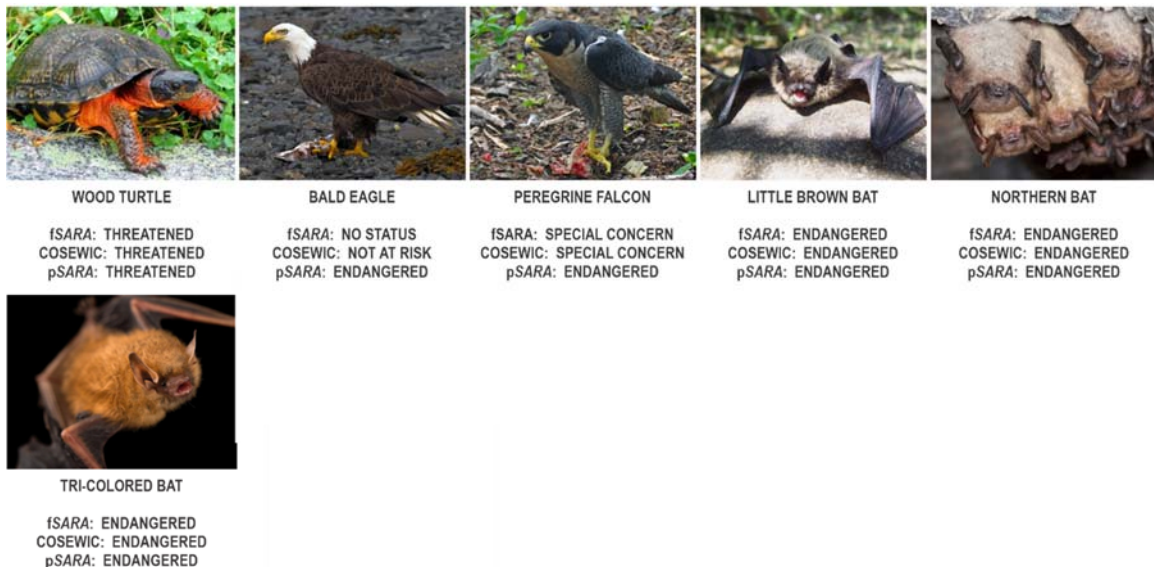 WOOD TURTLE
fSARA: THREATENED
COSEWIC: THREATENED
pSARA: THREATENED
BALD EAGLE
fSARA: NO STATUS
COSEWIC: NOT AT RISK
pSARA: ENDANGERED
PEREGRINE FALCON
fSARA: SPECIAL CONCERN
COSEWIC: SPECIAL CONCERN
pSARA: ENDANGERED
LITTLE BROWN BAT
fSARA: ENDANGERED
COSEWIC: ENDANGERED
pSARA: ENDANGERED
NORTHERN BAT
fSARA: ENDANGERED
COSEWIC: ENDANGERED
pSARA: ENDANGERED
TRI-COLORED BAT
fSARA: ENDANGERED
COSEWIC: ENDANGERED
pSARA: ENDANGERED